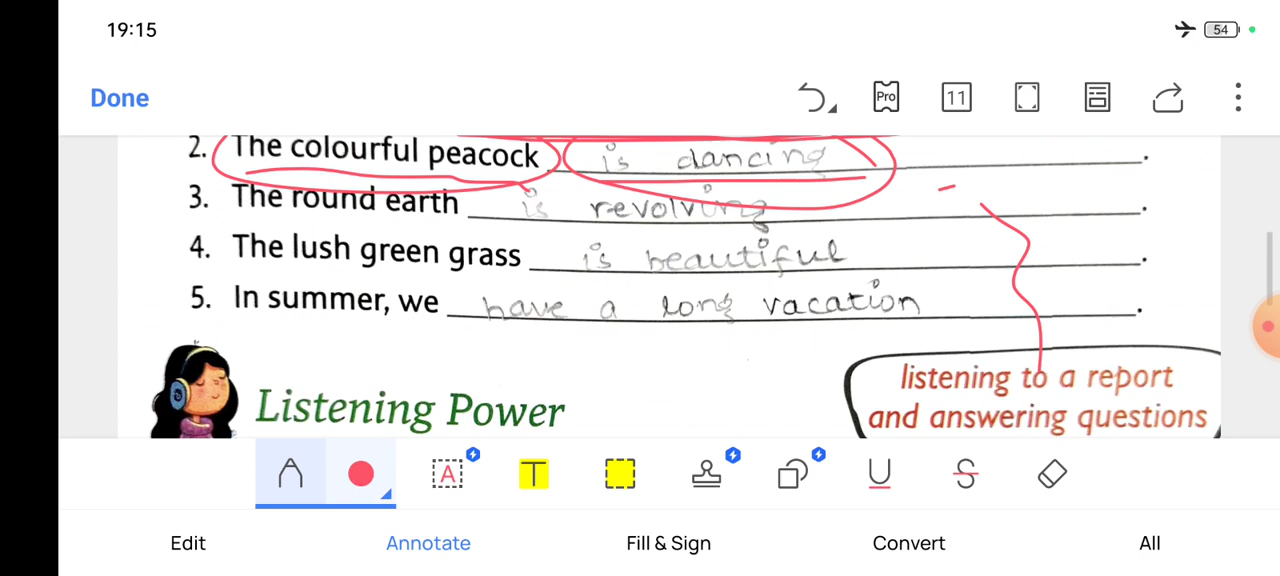 19:15
54
Done
Pro
11
2. The colourful peacock is dancing.
3. The round earth is revolving.
4. The lush green grass is beautiful.
5. In summer, we have a long vacation.
Listening Power
listening to a report
and answering questions
A
T
U
S
Edit Annotate Fill & Sign Convert All